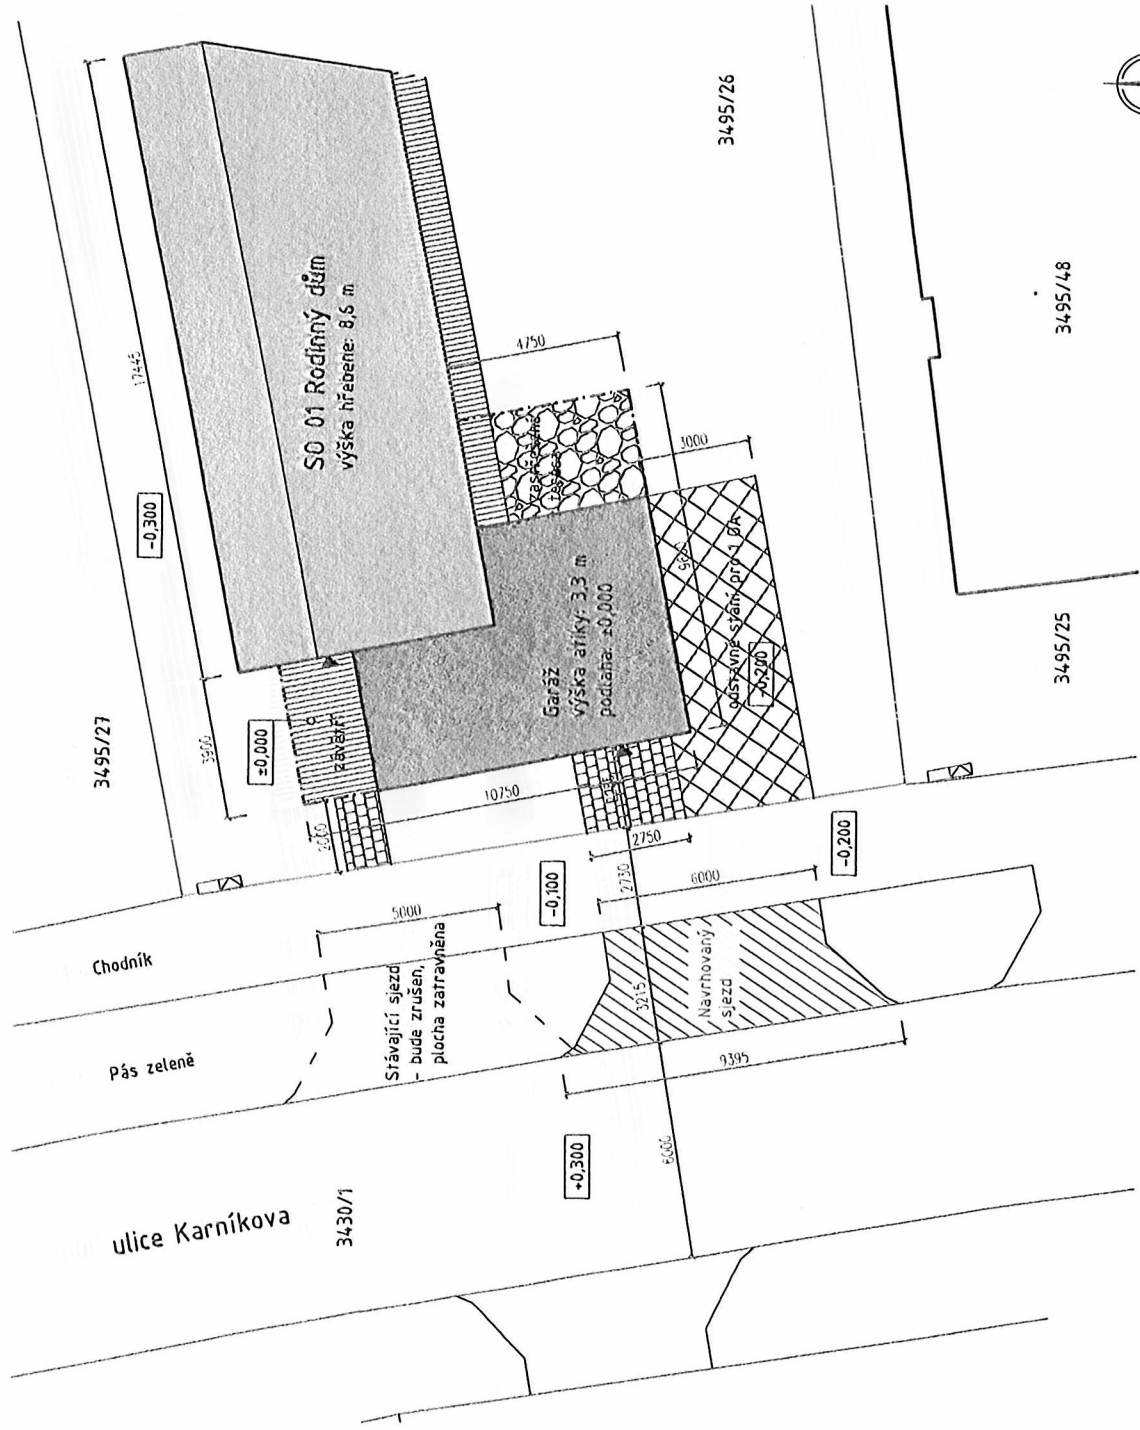 3495/26
3495/48
3495/25
3495/27
SO 01 Rodinný dům
výška hřebene: 8,6 m
17445
-0,300
4750
3000
Garáž
výška atiky: 3,3 m
podlaha: ±0,000
odstavné stání pro 1 OA
-0,200
3900
±0,000
závětří
10750
2000
2750
2730
-0,100
6000
-0,200
5000
Chodník
Stávající sjezd
- bude zrušen,
plocha zatravněna
Navrhovaný
sjezd
3215
Pás zeleně
9395
+0,300
6000
ulice Karníkova
3430/1